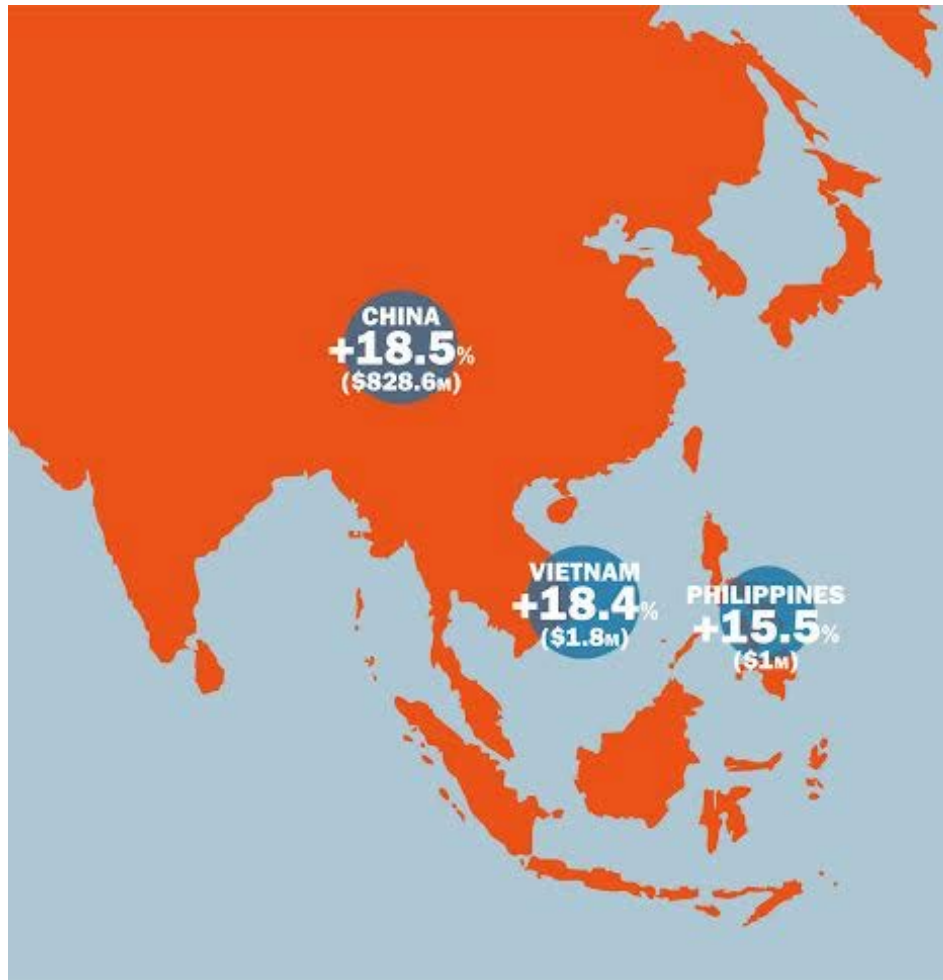 CHINA
+18.5%
($828.6M)
VIETNAM
+18.4%
($1.8M)
PHILIPPINES
+15.5%
($1M)